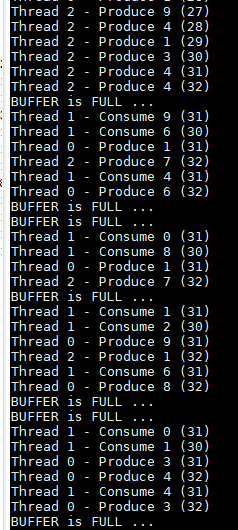 Thread 2 - Produce 9 (27)
Thread 2 - Produce 4 (28)
Thread 2 - Produce 1 (29)
Thread 2 - Produce 3 (30)
Thread 2 - Produce 4 (31)
Thread 2 - Produce 4 (32)
BUFFER is FULL ...
Thread 1 - Consume 9 (31)
Thread 1 - Consume 6 (30)
Thread 0 - Produce 1 (31)
Thread 2 - Produce 7 (32)
Thread 1 - Consume 4 (31)
Thread 0 - Produce 6 (32)
BUFFER is FULL ...
BUFFER is FULL ...
Thread 1 - Consume 0 (31)
Thread 1 - Consume 8 (30)
Thread 0 - Produce 1 (31)
Thread 2 - Produce 7 (32)
BUFFER is FULL ...
Thread 1 - Consume 1 (31)
Thread 1 - Consume 2 (30)
Thread 0 - Produce 9 (31)
Thread 2 - Produce 1 (32)
Thread 1 - Consume 6 (31)
Thread 0 - Produce 8 (32)
BUFFER is FULL ...
BUFFER is FULL ...
Thread 1 - Consume 0 (31)
Thread 1 - Consume 1 (30)
Thread 0 - Produce 3 (31)
Thread 0 - Produce 4 (32)
Thread 1 - Consume 4 (31)
Thread 0 - Produce 3 (32)
BUFFER is FULL ...